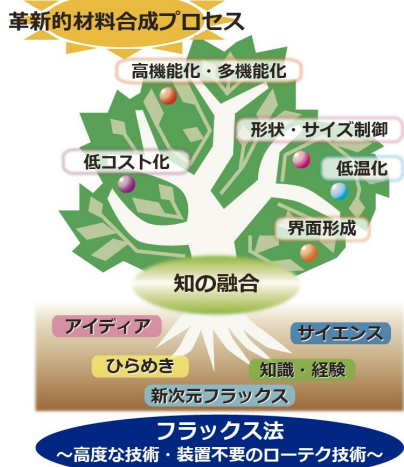 革新的材料合成プロセス
高機能化・多機能化
形状・サイズ制御
低コスト化
低温化
界面形成
知の融合
アイディア
サイエンス
ひらめき
知識・経験
新次元フラックス
フラックス法
～高度な技術・装置不要のローテク技術～